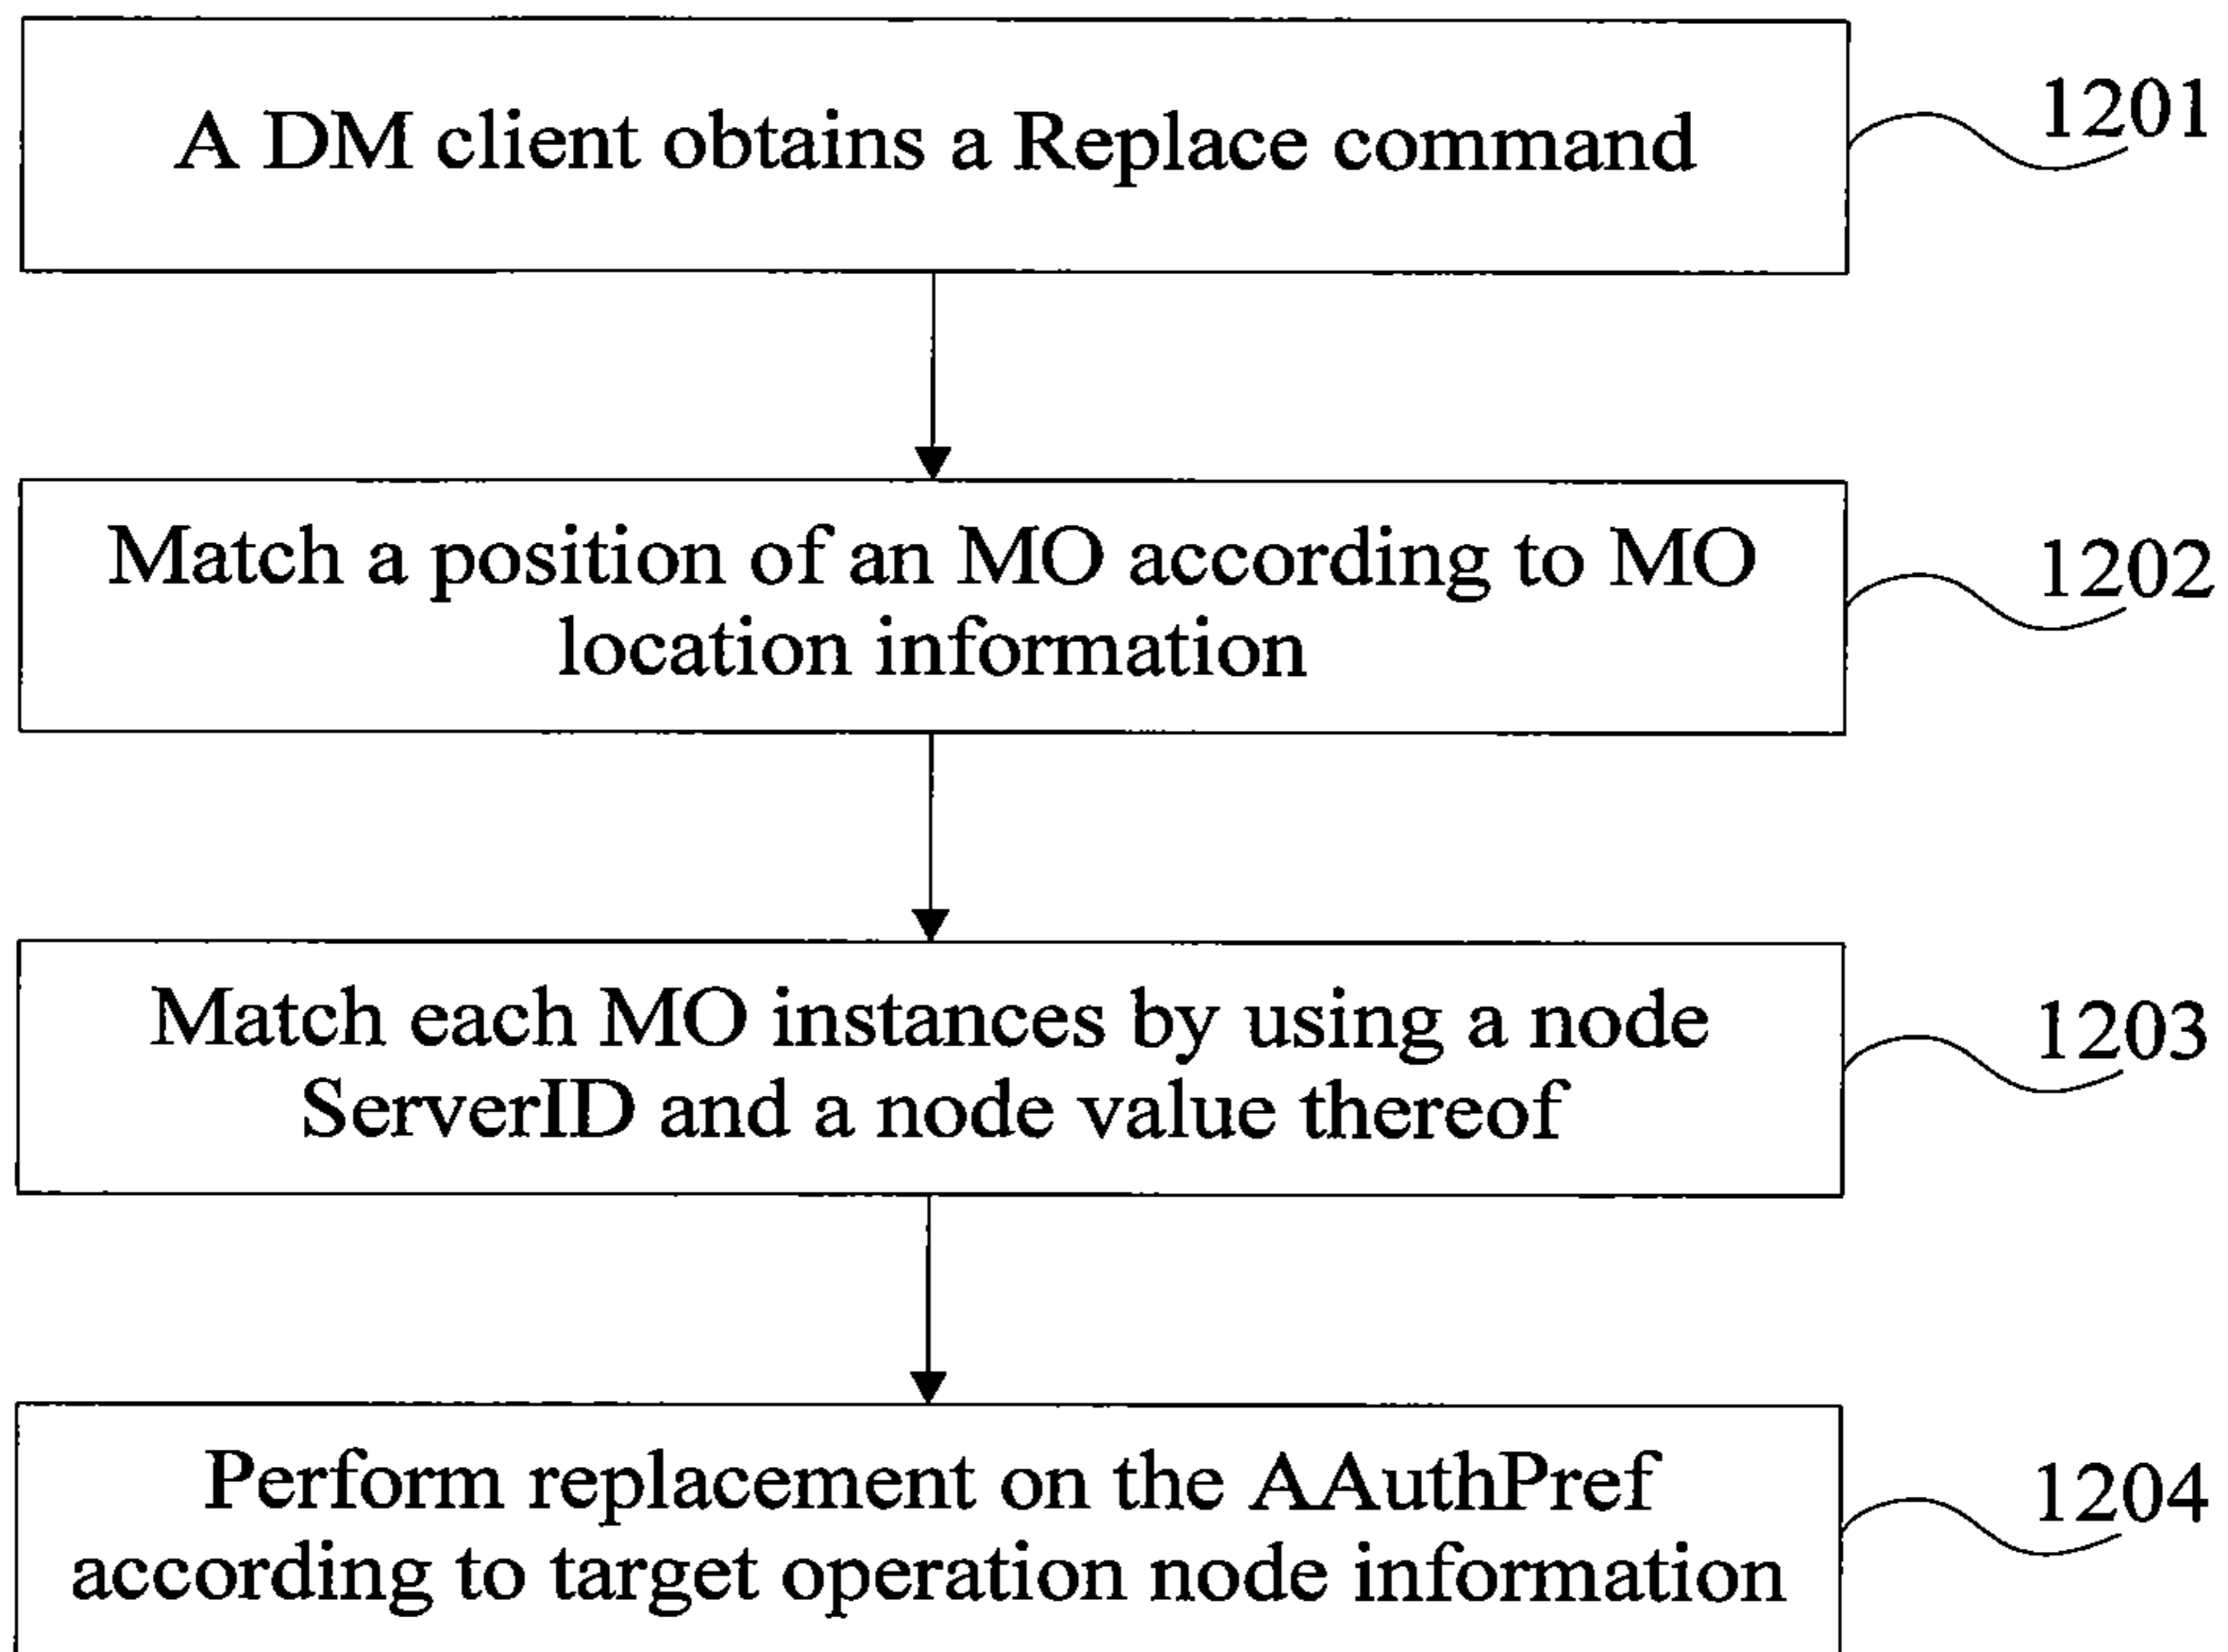 A DM client obtains a Replace command
1201
Match a position of an MO according to MO
location information
1202
Match each MO instances by using a node
ServerID and a node value thereof
1203
Perform replacement on the AAuthPref
according to target operation node information
1204